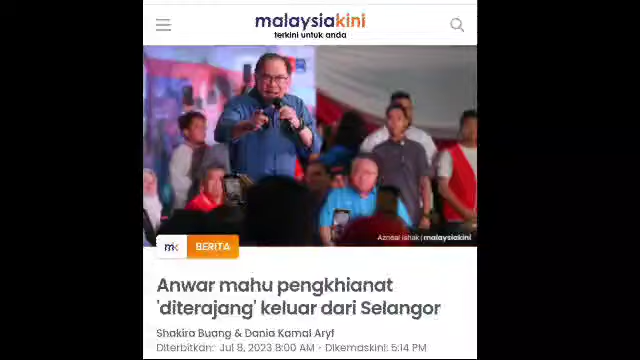 malaysiakini
terkini untuk anda
Azneal Ishak | malaysiakini
mk BERITA
Anwar mahu pengkhianat
'diterajang' keluar dari Selangor
Shakira Buang & Dania Kamal Aryf
Diterbitkan: Jul 8, 2023 8:00 AM · Dikemaskini: 5:14 PM